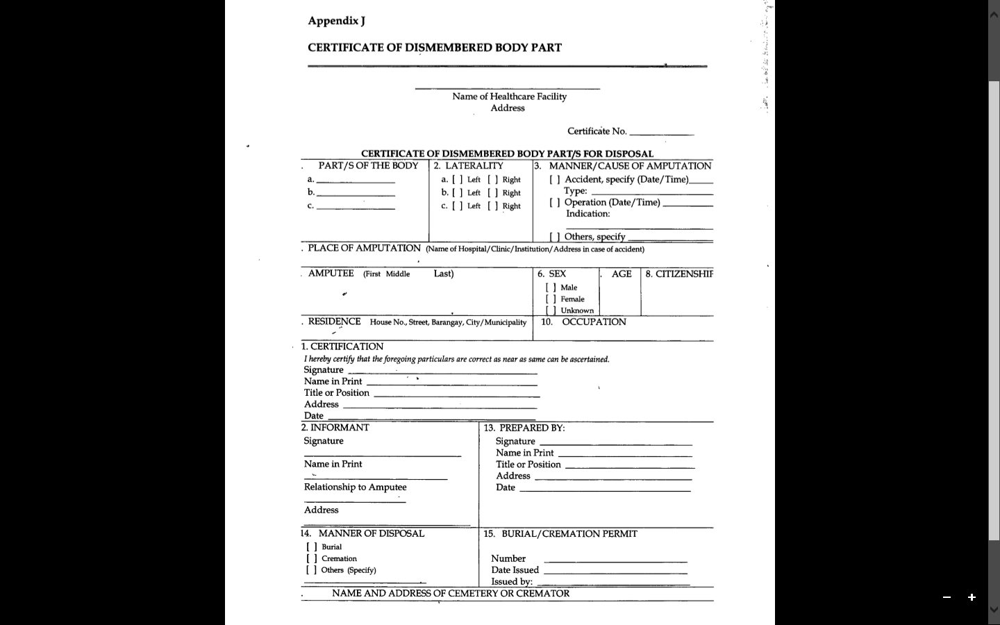 Appendix J
CERTIFICATE OF DISMEMBERED BODY PART
Name of Healthcare Facility
Address
Certificate No. ____________
CERTIFICATE OF DISMEMBERED BODY PART/S FOR DISPOSAL
. PART/S OF THE BODY
a. ____________
b. ____________
c. ____________
2. LATERALITY
a. [ ] Left [ ] Right
b. [ ] Left [ ] Right
c. [ ] Left [ ] Right
3. MANNER/CAUSE OF AMPUTATION
[ ] Accident, specify (Date/Time)____
Type: ____________
[ ] Operation (Date/Time) ____________
Indication:
____________
[ ] Others, specify ____________
. PLACE OF AMPUTATION (Name of Hospital/Clinic/Institution/Address in case of accident)
. AMPUTEE (First Middle Last)
6. SEX
[ ] Male
[ ] Female
[ ] Unknown
. AGE
8. CITIZENSHIP
. RESIDENCE House No., Street, Barangay, City/Municipality
10. OCCUPATION
1. CERTIFICATION
I hereby certify that the foregoing particulars are correct as near as same can be ascertained.
Signature ____________
Name in Print ____________
Title or Position ____________
Address ____________
Date ____________
2. INFORMANT
Signature
____________
Name in Print
____________
Relationship to Amputee
____________
Address
____________
13. PREPARED BY:
Signature ____________
Name in Print ____________
Title or Position ____________
Address ____________
Date ____________
14. MANNER OF DISPOSAL
[ ] Burial
[ ] Cremation
[ ] Others (Specify)
____________
15. BURIAL/CREMATION PERMIT
Number ____________
Date Issued ____________
Issued by: ____________
. NAME AND ADDRESS OF CEMETERY OR CREMATOR